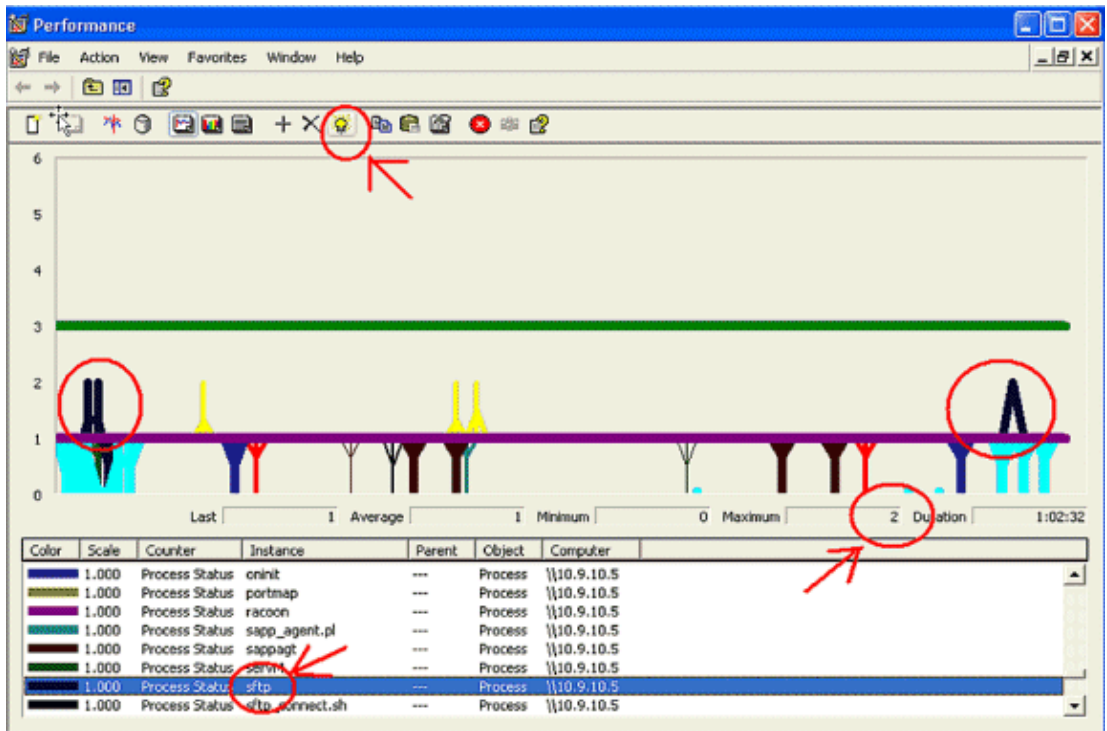 Performance
File Action View Favorites Window Help
6
5
4
3
2
1
0
Last 1 Average 1 Minimum 0 Maximum 2 Duration 1:02:32
Color Scale Counter Instance Parent Object Computer
1.000 Process Status oninit --- Process \\10.9.10.5
1.000 Process Status portmap --- Process \\10.9.10.5
1.000 Process Status racoon --- Process \\10.9.10.5
1.000 Process Status sapp_agent.pl --- Process \\10.9.10.5
1.000 Process Status sappagt --- Process \\10.9.10.5
1.000 Process Status --- Process \\10.9.10.5
1.000 Process Status sftp --- Process \\10.9.10.5
1.000 Process Status sftp_connect.sh --- Process \\10.9.10.5